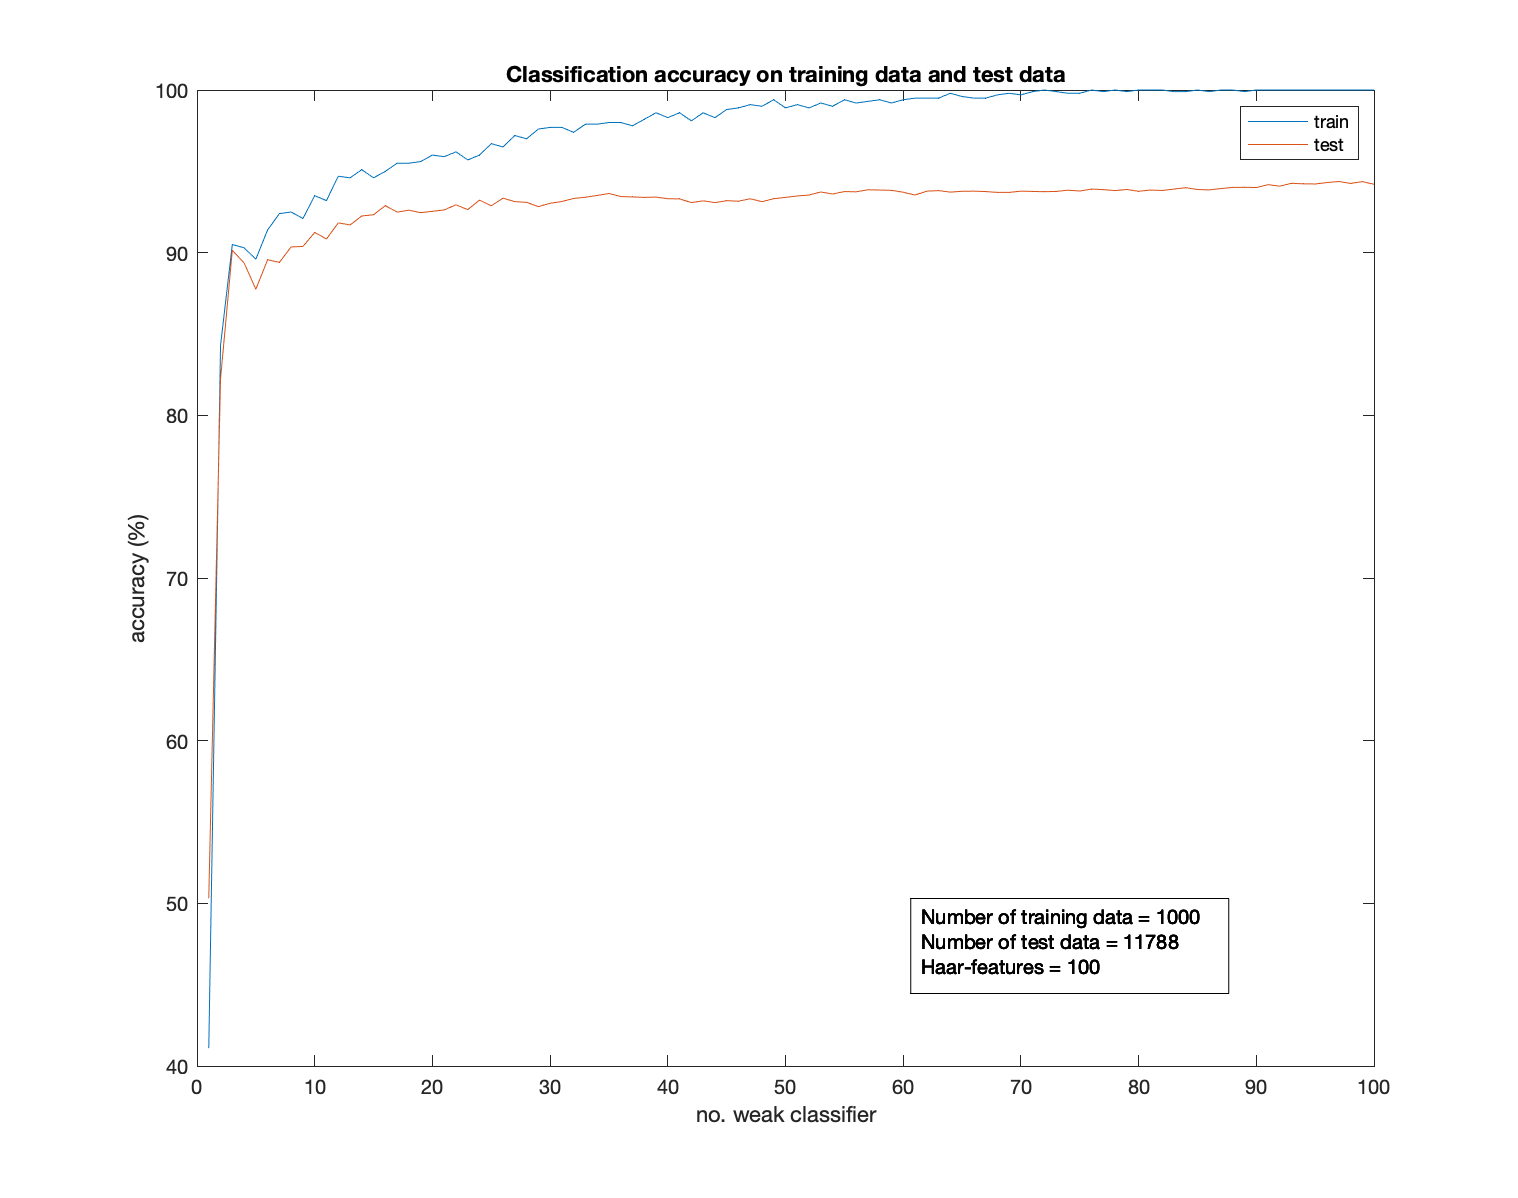 Classification accuracy on training data and test data
100
90
80
70
60
50
40
accuracy (%)
train
test
Number of training data = 1000
Number of test data = 11788
Haar-features = 100
0 10 20 30 40 50 60 70 80 90 100
no. weak classifier